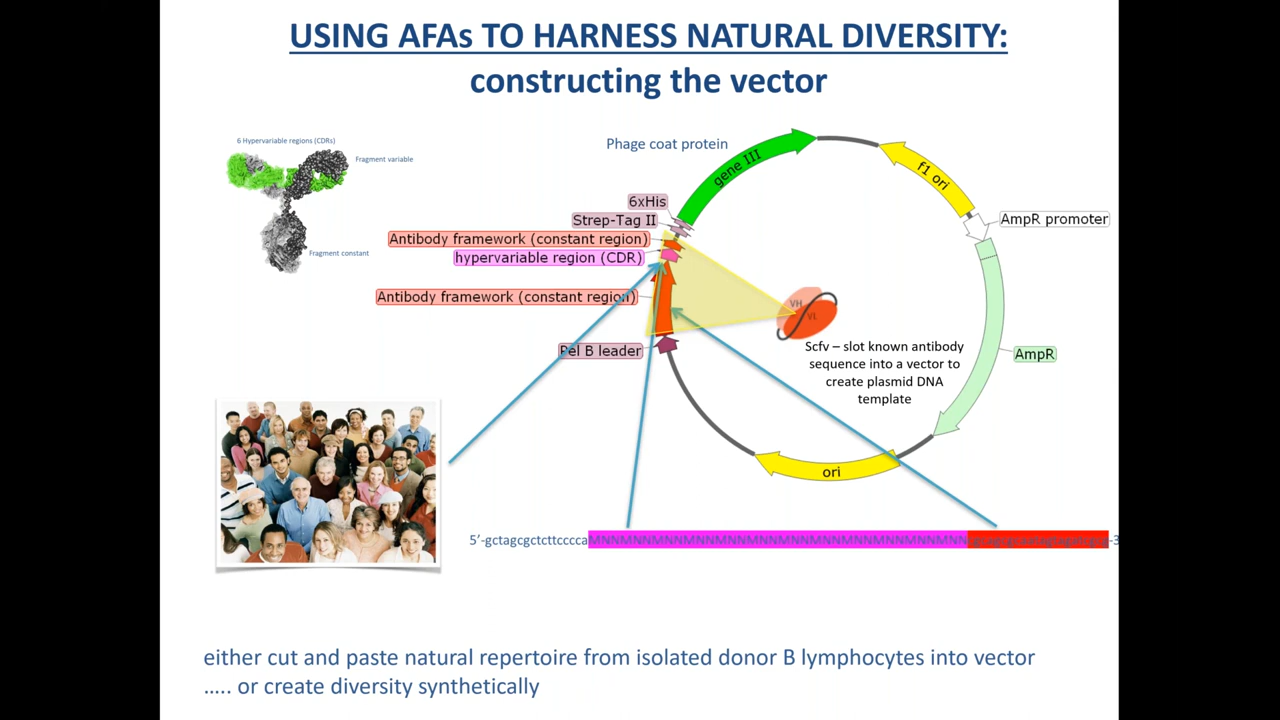 USING AFAs TO HARNESS NATURAL DIVERSITY:
constructing the vector
6 Hypervariable regions (CDRs)
Fragment variable
Fragment constant
Phage coat protein
gene III
f1 ori
6xHis
Strep-Tag II
AmpR promoter
Antibody framework (constant region)
hypervariable region (CDR)
Antibody framework (constant region)
VH
VL
Pel B leader
Scfv – slot known antibody
sequence into a vector to
create plasmid DNA
template
AmpR
ori
5’-gctagcgctcttccccaMNNMNNMNNMNNMNNMNNMNNMNNMNNMNNMNNMNNMNN
either cut and paste natural repertoire from isolated donor B lymphocytes into vector
….. or create diversity synthetically